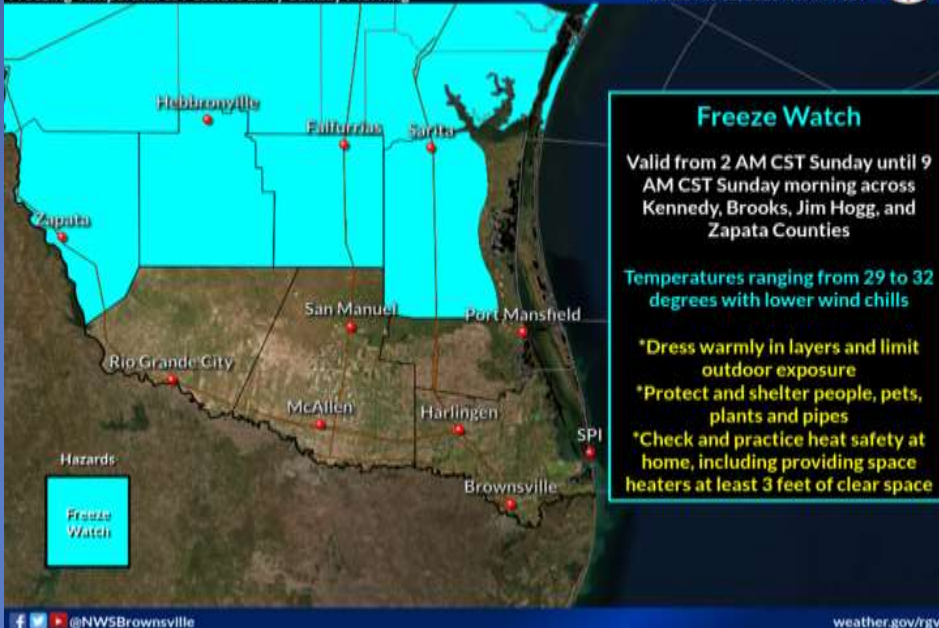 Hebbronville
Falfurrias
Sarita
Zapata
San Manuel
Port Mansfield
Rio Grande City
McAllen
Harlingen
SPI
Brownsville
Hazards
Freeze
Watch
Freeze Watch
Valid from 2 AM CST Sunday until 9
AM CST Sunday morning across
Kennedy, Brooks, Jim Hogg, and
Zapata Counties
Temperatures ranging from 29 to 32
degrees with lower wind chills
*Dress warmly in layers and limit
outdoor exposure
*Protect and shelter people, pets,
plants and pipes
*Check and practice heat safety at
home, including providing space
heaters at least 3 feet of clear space
@NWSBrownsville
weather.gov/rgv